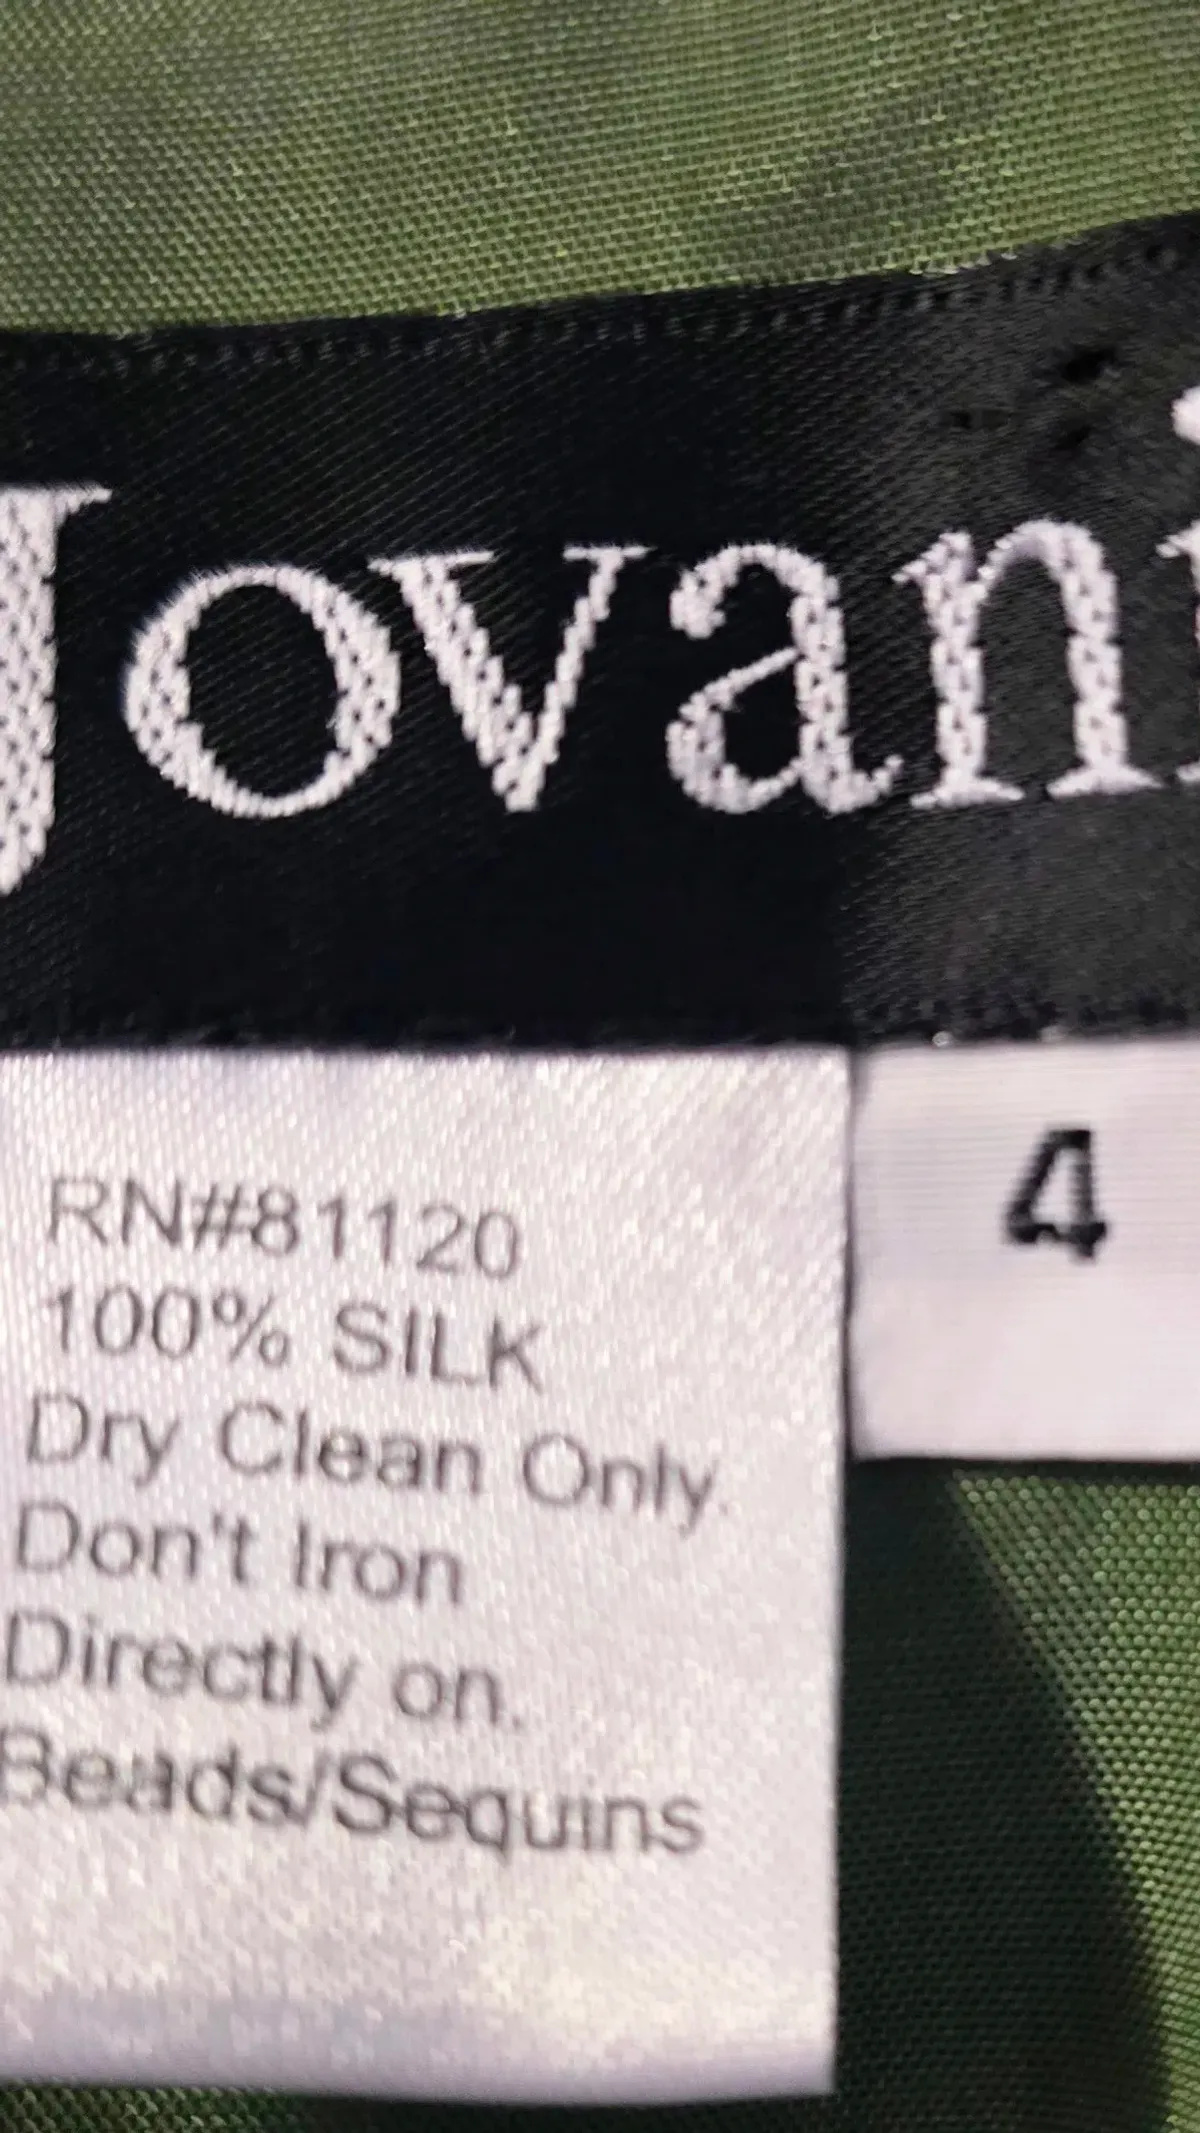 Jovani
4
RN#81120
100% SILK
Dry Clean Only.
Don't Iron
Directly on.
Beads/Sequins